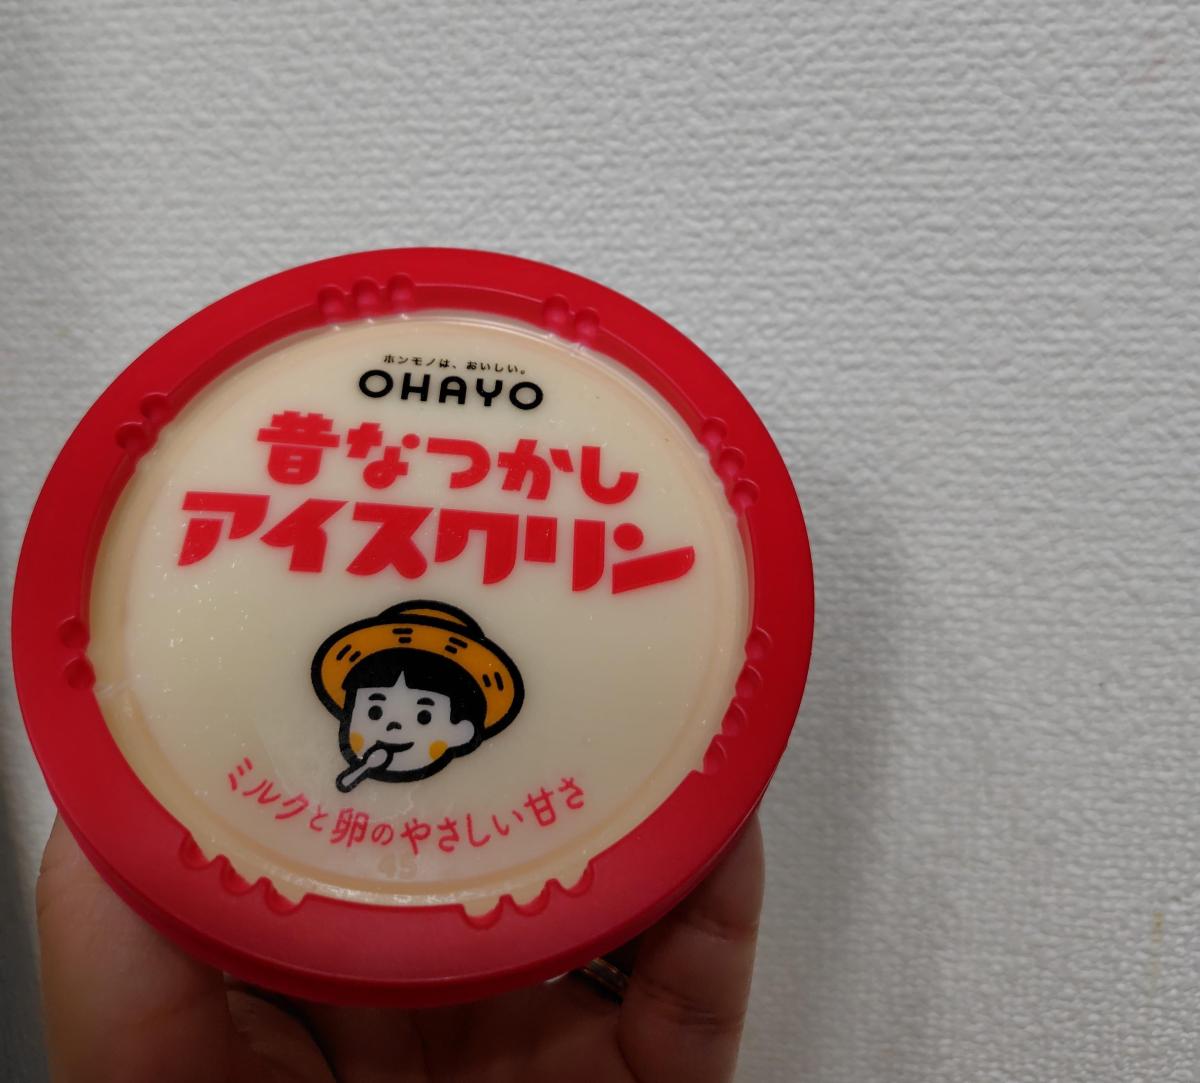 ホンモノは、おいしい。
OHAYO
昔なつかし
アイスクリン
ミルクと卵のやさしい甘さ
45